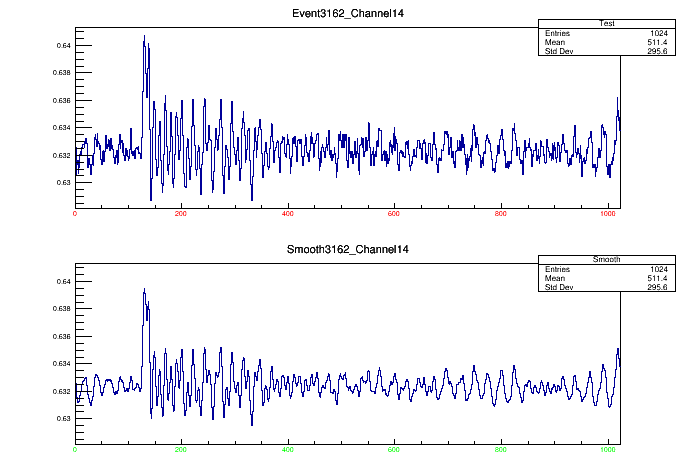 Event3162_Channel14
Test
Entries 1024
Mean 511.4
Std Dev 295.6
0.64
0.638
0.636
0.634
0.632
0.63
0 200 400 600 800 1000
Smooth3162_Channel14
Smooth
Entries 1024
Mean 511.4
Std Dev 295.6
0.64
0.638
0.636
0.634
0.632
0.63
0 200 400 600 800 1000